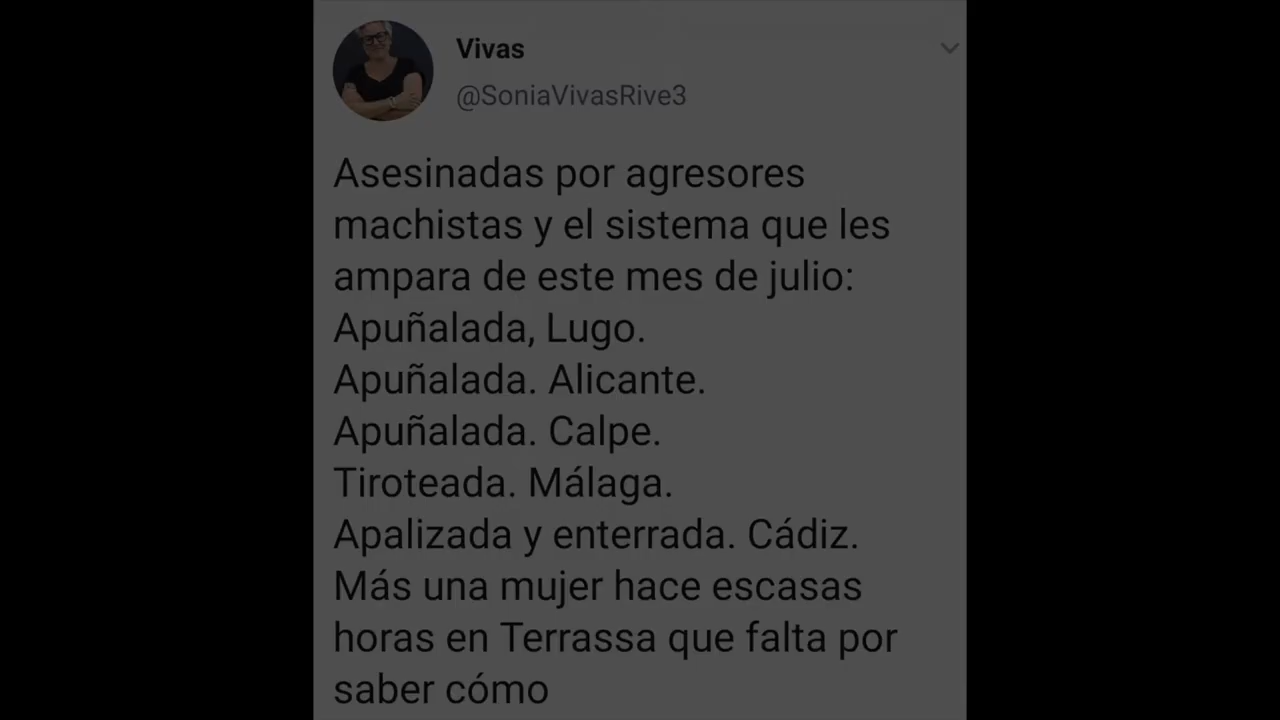 Vivas
@SoniaVivasRive3
Asesinadas por agresores
machistas y el sistema que les
ampara de este mes de julio:
Apuñalada, Lugo.
Apuñalada. Alicante.
Apuñalada. Calpe.
Tiroteada. Málaga.
Apalizada y enterrada. Cádiz.
Más una mujer hace escasas
horas en Terrassa que falta por
saber cómo